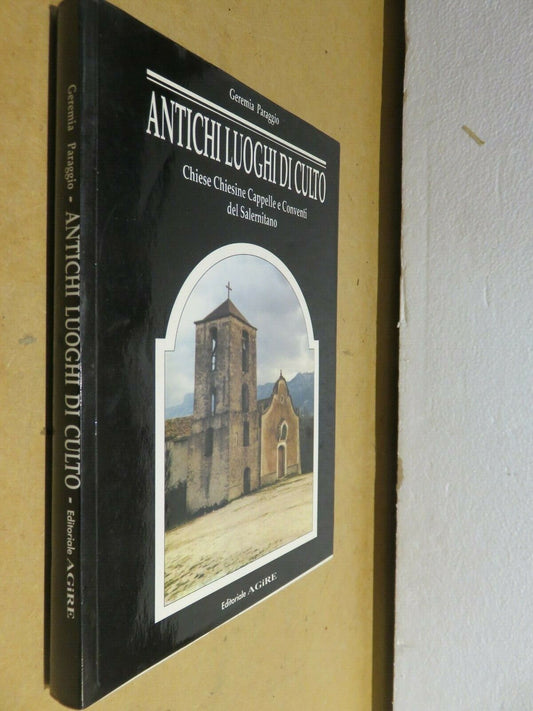 Geremia Paraggio
ANTICHI LUOGHI DI CULTO
Chiese Chiesine Cappelle e Conventi
del Salernitano
Editoriale AGiRE
Geremia Paraggio - ANTICHI LUOGHI DI CULTO - Editoriale AGiRE